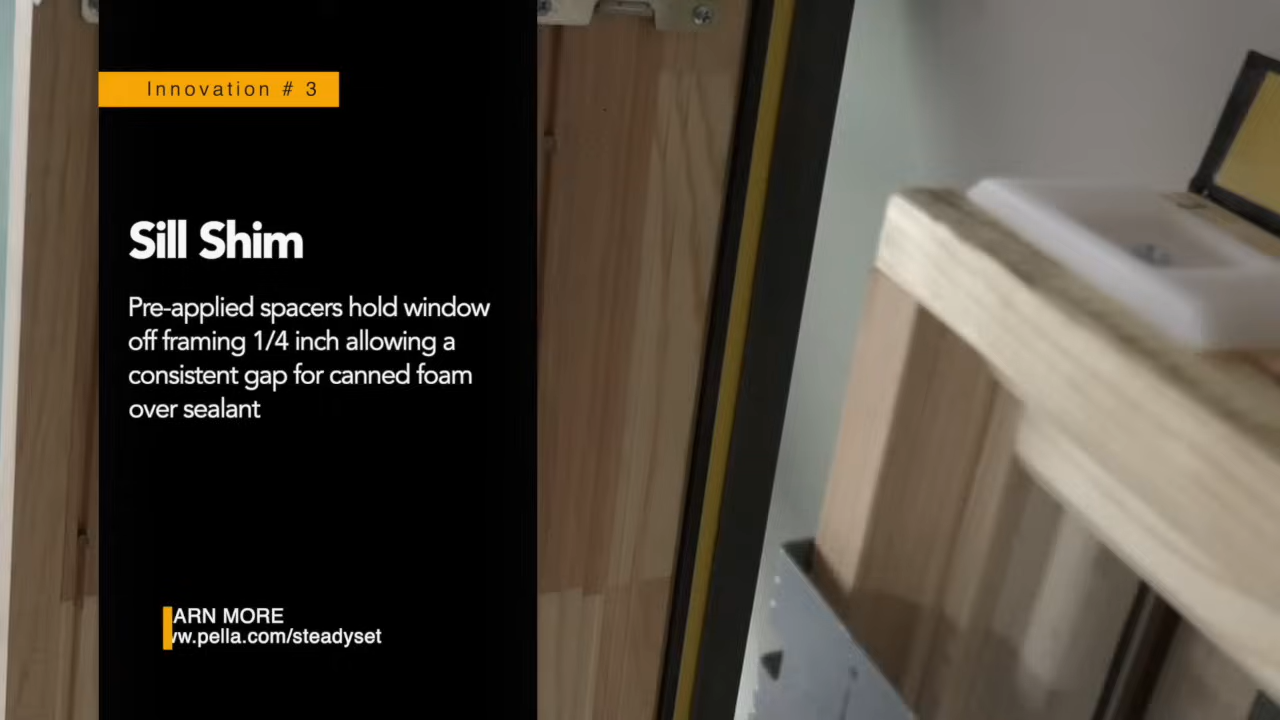 Innovation # 3
Sill Shim
Pre-applied spacers hold window
off framing 1/4 inch allowing a
consistent gap for canned foam
over sealant
ARN MORE
w.pella.com/steadyset